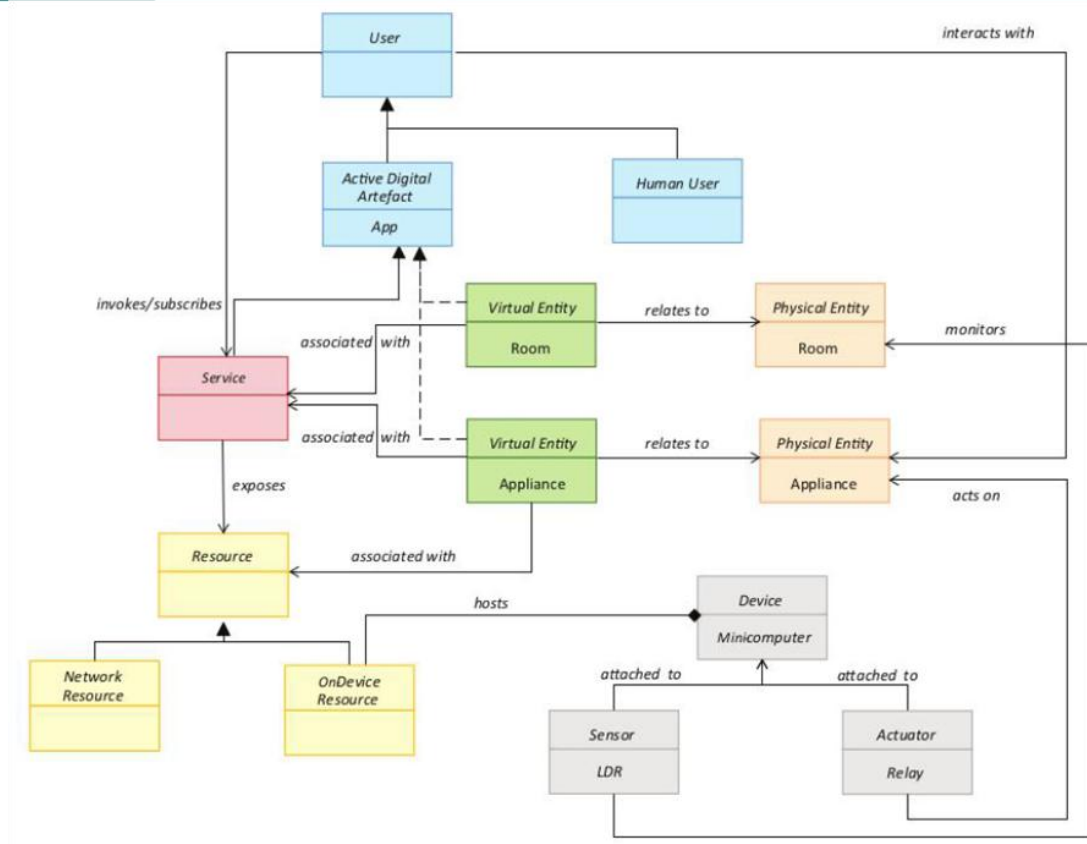 User
interacts with
Active Digital
Artefact
App
Human User
invokes/subscribes
Virtual Entity
Room
relates to
Physical Entity
Room
associated with
monitors
Service
associated with
Virtual Entity
Appliance
relates to
Physical Entity
Appliance
exposes
acts on
Resource
associated with
hosts
Device
Minicomputer
Network
Resource
OnDevice
Resource
attached to
attached to
Sensor
LDR
Actuator
Relay